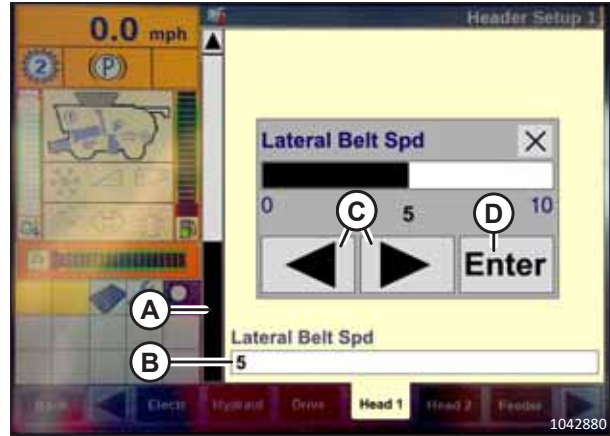 0.0 mph
Header Setup 1
2
P
Lateral Belt Spd
0
5
10
C
D
Enter
A
Lateral Belt Spd
B
5
Back
Electr
Hydraul
Drive
Head 1
Head 2
Feeder
1042880